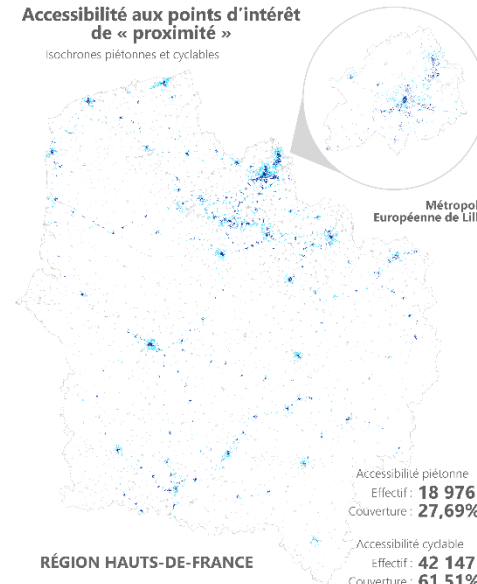 Accessibilité aux points d'intérêt
de « proximité »
Isochrones piétonnes et cyclables
Métropol
Européenne de Lill
Accessibilité piétonne
Effectif : 18 976
Couverture : 27,69%
Accessibilité cyclable
Effectif : 42 147
Couverture : 61,51%
RÉGION HAUTS-DE-FRANCE